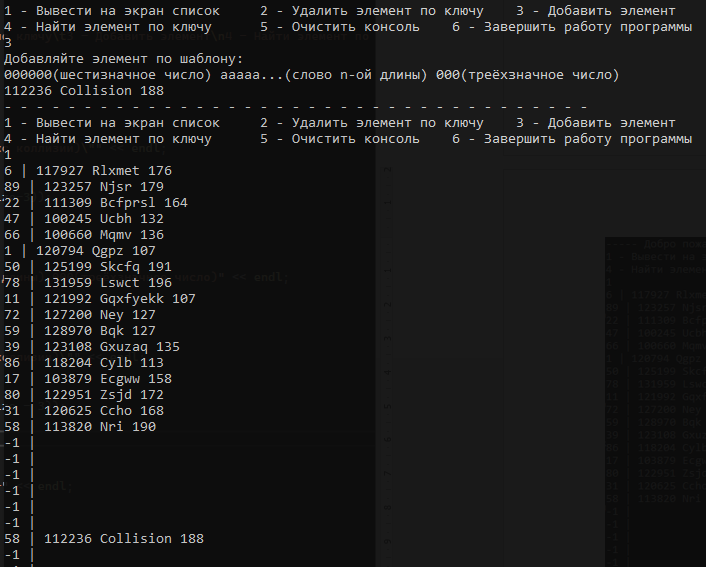 1 - Вывести на экран список     2 - Удалить элемент по ключу    3 - Добавить элемент
4 - Найти элемент по ключу      5 - Очистить консоль    6 - Завершить работу программы
3
Добавляйте элемент по шаблону:
000000(шестизначное число) aaaaa...(слово n-ой длины) 000(треёхзначное число)
112236 Collision 188
- - - - - - - - - - - - - - - - - - - - - - - - - - - - - - - - - - - - -
1 - Вывести на экран список     2 - Удалить элемент по ключу    3 - Добавить элемент
4 - Найти элемент по ключу      5 - Очистить консоль    6 - Завершить работу программы
1
6 | 117927 Rlxmet 176
89 | 123257 Njsr 179
22 | 111309 Bcfprsl 164
47 | 100245 Ucbh 132
66 | 100660 Mqmv 136
1 | 120794 Qgpz 107
50 | 125199 Skcfq 191
78 | 131959 Lswct 196
11 | 121992 Gqxfyekk 107
72 | 127200 Ney 127
59 | 128970 Bqk 127
39 | 123108 Gxuzaq 135
86 | 118204 Cylb 113
17 | 103879 Ecgww 158
80 | 122951 Zsjd 172
31 | 120625 Ccho 168
58 | 113820 Nri 190
-1 |
-1 |
-1 |
-1 |
-1 |
-1 |
58 | 112236 Collision 188
-1 |